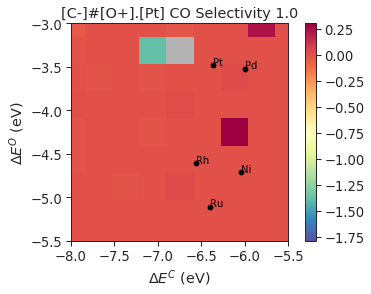 [C-]#[O+].[Pt] CO Selectivity 1.0
−3.0
−3.5
−4.0
−4.5
−5.0
−5.5
ΔE^O (eV)
Pt
Pd
Rh
Ni
Ru
−8.0 −7.5 −7.0 −6.5 −6.0 −5.5
ΔE^C (eV)
0.25
0.00
−0.25
−0.50
−0.75
−1.00
−1.25
−1.50
−1.75